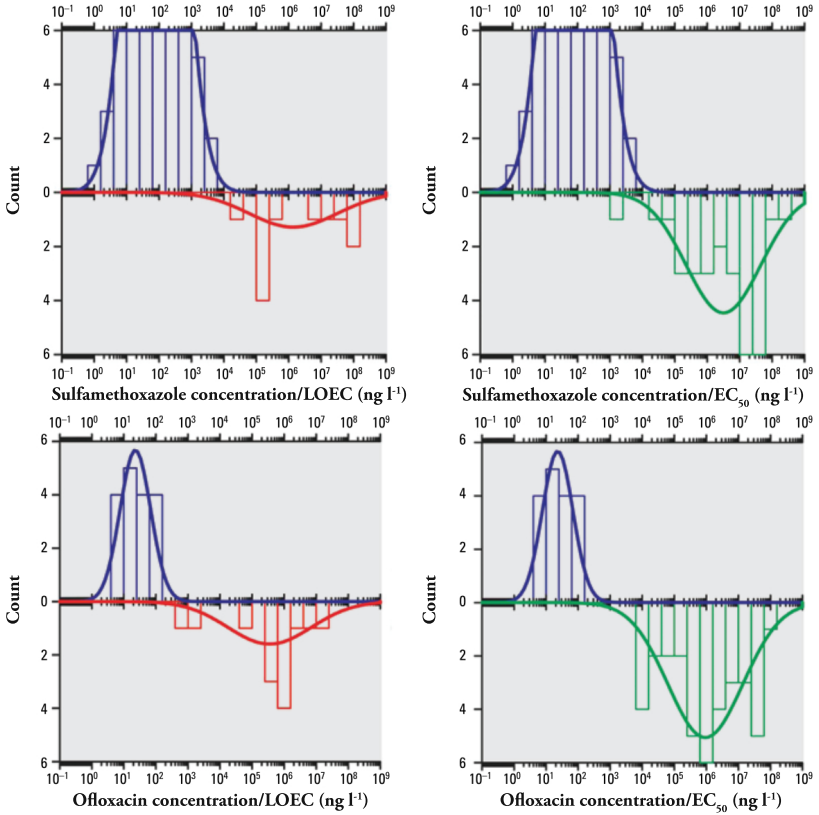 10⁻¹ 10⁰ 10¹ 10² 10³ 10⁴ 10⁵ 10⁶ 10⁷ 10⁸ 10⁹
6
4
2
0
2
4
6
Count
10⁻¹ 10⁰ 10¹ 10² 10³ 10⁴ 10⁵ 10⁶ 10⁷ 10⁸ 10⁹
Sulfamethoxazole concentration/LOEC (ng l⁻¹)
10⁻¹ 10⁰ 10¹ 10² 10³ 10⁴ 10⁵ 10⁶ 10⁷ 10⁸ 10⁹
6
4
2
0
2
4
6
Count
10⁻¹ 10⁰ 10¹ 10² 10³ 10⁴ 10⁵ 10⁶ 10⁷ 10⁸ 10⁹
Sulfamethoxazole concentration/EC₅₀ (ng l⁻¹)
10⁻¹ 10⁰ 10¹ 10² 10³ 10⁴ 10⁵ 10⁶ 10⁷ 10⁸ 10⁹
6
4
2
0
2
4
6
Count
10⁻¹ 10⁰ 10¹ 10² 10³ 10⁴ 10⁵ 10⁶ 10⁷ 10⁸ 10⁹
Ofloxacin concentration/LOEC (ng l⁻¹)
10⁻¹ 10⁰ 10¹ 10² 10³ 10⁴ 10⁵ 10⁶ 10⁷ 10⁸ 10⁹
6
4
2
0
2
4
6
Count
10⁻¹ 10⁰ 10¹ 10² 10³ 10⁴ 10⁵ 10⁶ 10⁷ 10⁸ 10⁹
Ofloxacin concentration/EC₅₀ (ng l⁻¹)